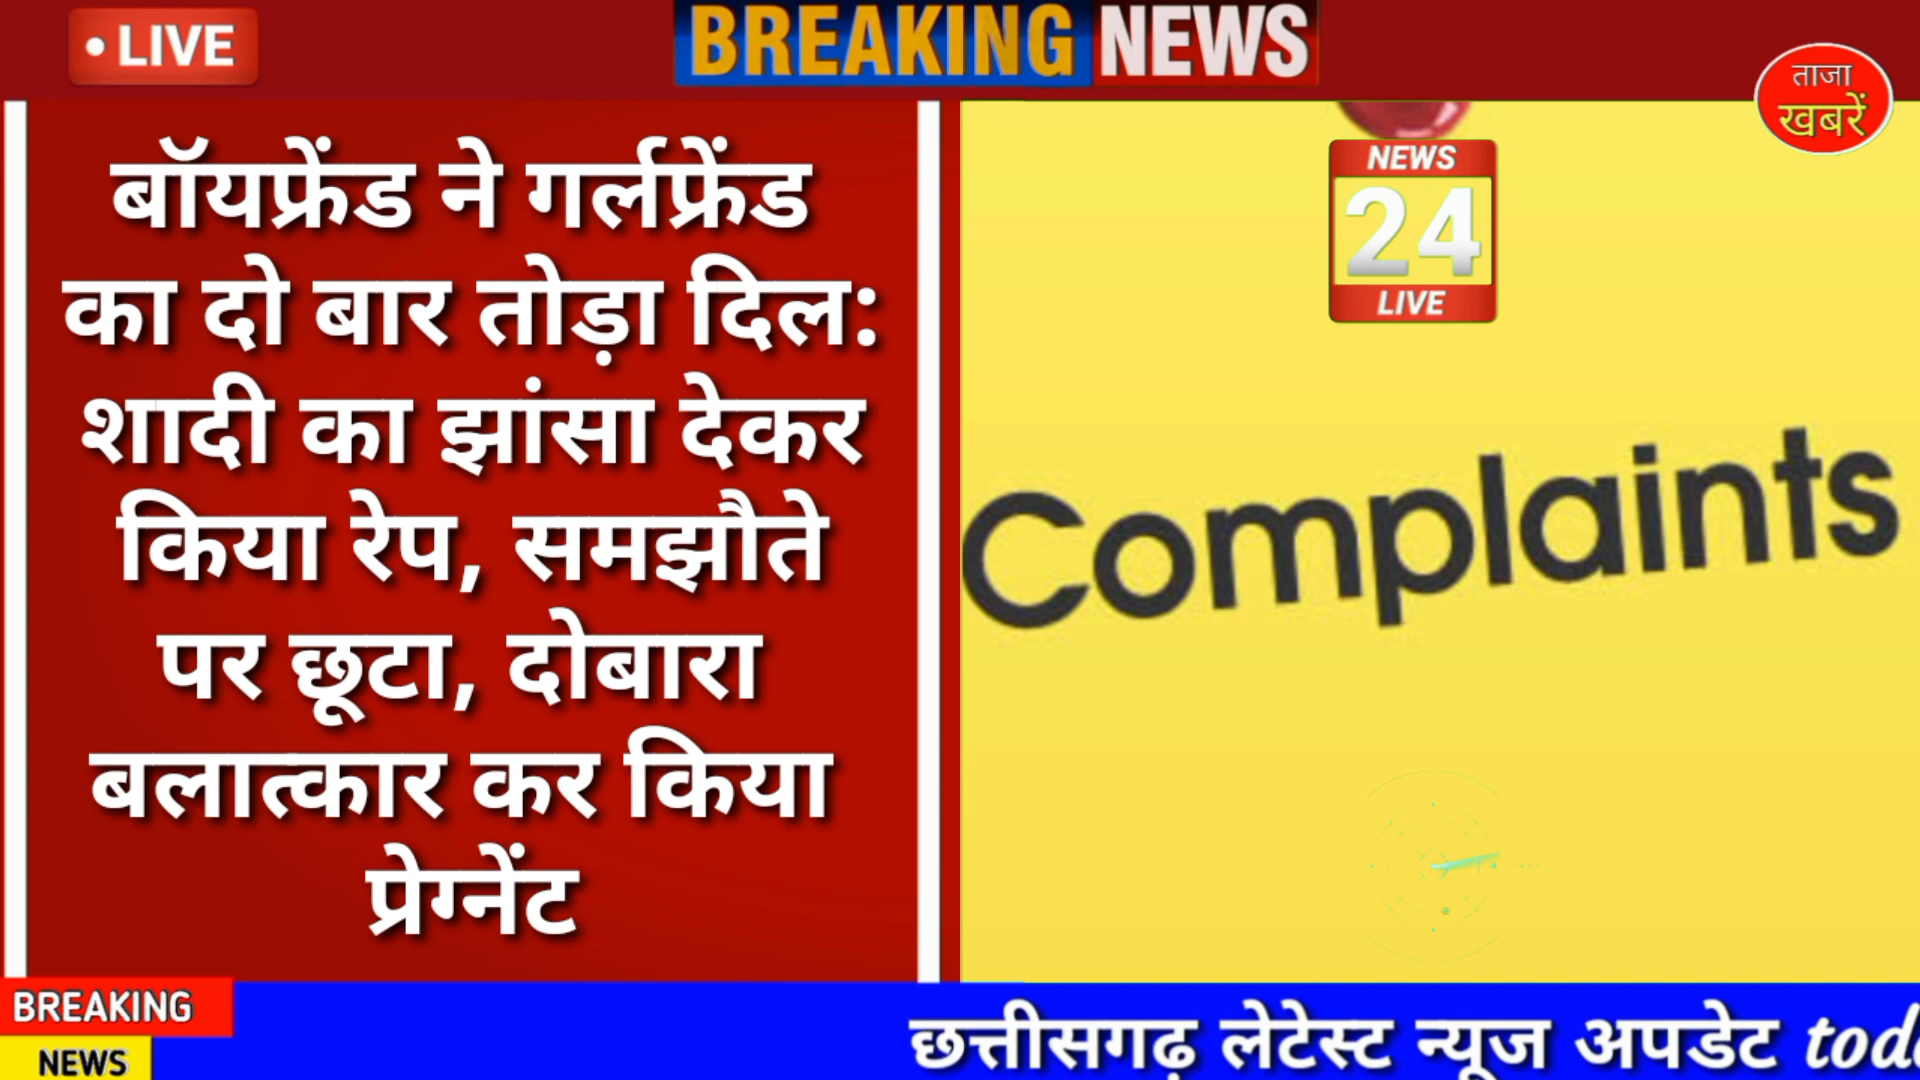 • LIVE
BREAKING NEWS
ताजा
खबरें
बॉयफ्रेंड ने गर्लफ्रेंड
का दो बार तोड़ा दिल:
शादी का झांसा देकर
किया रेप, समझौते
पर छूटा, दोबारा
बलात्कार कर किया
प्रेग्नेंट
NEWS
24
LIVE
Complaints
BREAKING
NEWS
छत्तीसगढ़ लेटेस्ट न्यूज अपडेट